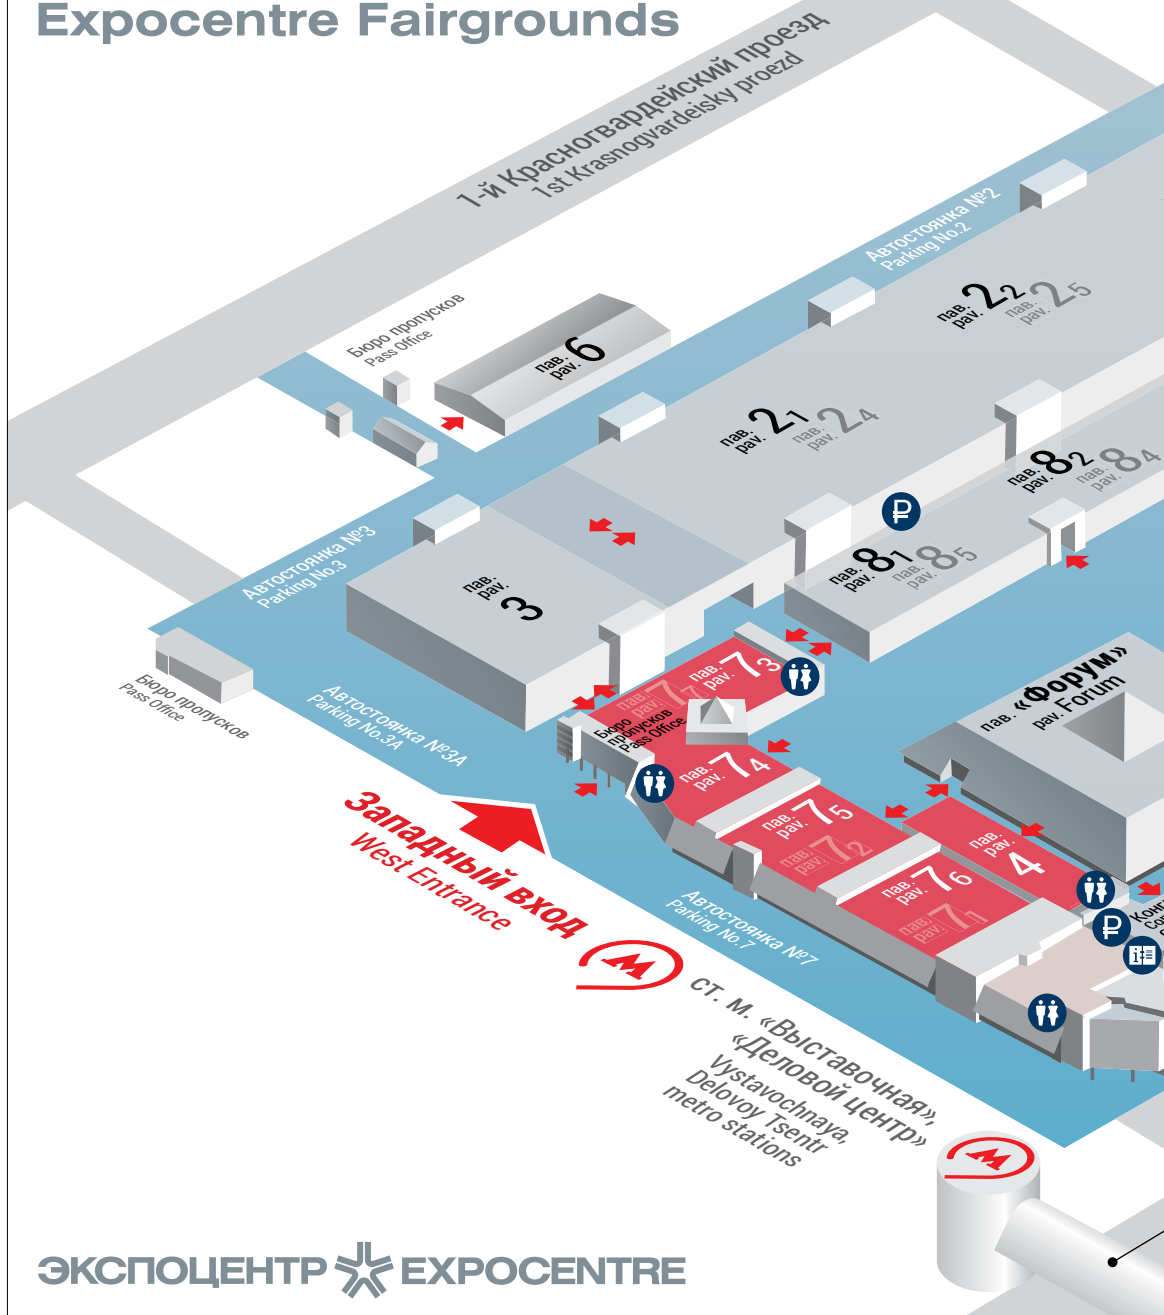 Expocentre Fairgrounds
1-й Красногвардейский проезд
1st Krasnogvardeisky proezd
Автостоянка №2
Parking No.2
пав.
pav. 2₂
пав.
pav. 2₅
Бюро пропусков
Pass Office
пав.
pav. 6
пав.
pav. 2₁
пав.
pav. 2₄
пав.
pav. 8₂
пав.
pav. 8₄
пав.
pav. 8₁
пав.
pav. 8₅
Автостоянка №3
Parking No.3
пав.
pav.
3
Бюро пропусков
Pass Office
Автостоянка №3А
Parking No.3A
пав.
pav. 7₃
пав.
pav. 7₇
Бюро
пропусков
Pass Office
пав. «Форум»
pav. Forum
пав.
pav. 7₄
пав.
pav. 7₅
пав.
pav. 7₂
пав.
pav. 4
пав.
pav. 7₆
пав.
pav. 7₁
Западный вход
West Entrance
Автостоянка №7
Parking No.7
ст. м. «Выставочная»,
«Деловой центр»
Vystavochnaya,
Delovoy Tsentr
metro stations
ЭКСПОЦЕНТР EXPOCENTRE